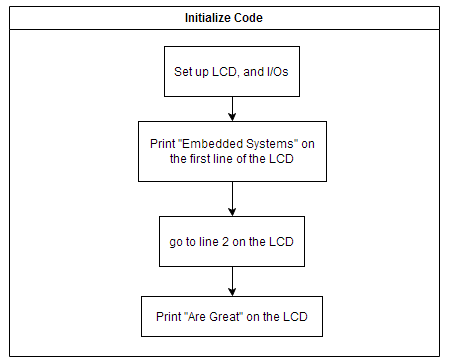 Initialize Code
Set up LCD, and I/Os
Print "Embedded Systems" on
the first line of the LCD
go to line 2 on the LCD
Print "Are Great" on the LCD